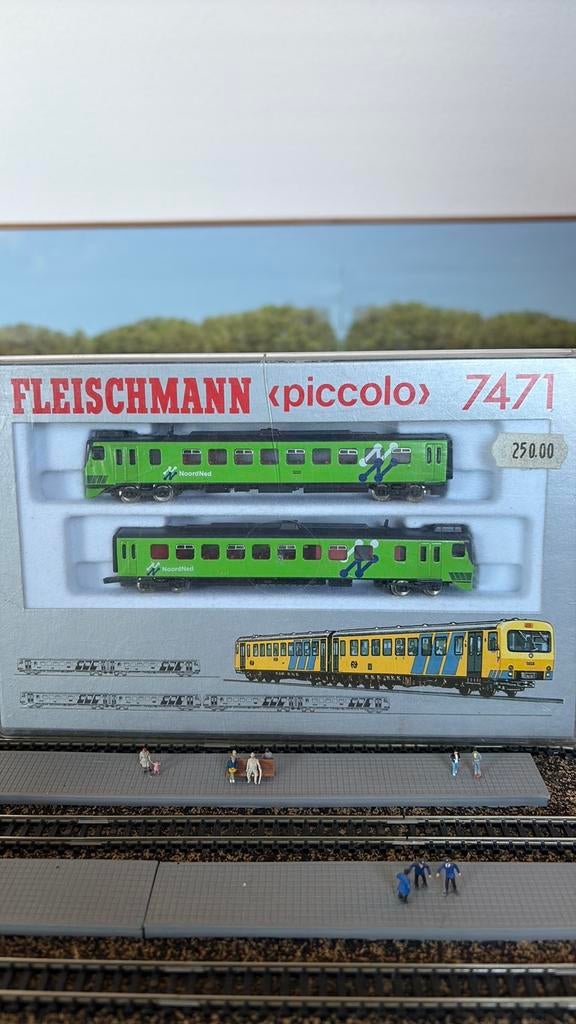 FLEISCHMANN ‹piccolo› 7471
250.00
NoordNed
NoordNed